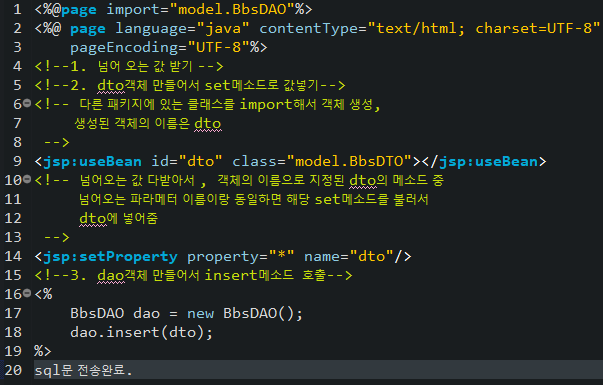 1 <%@page import="model.BbsDAO"%>
2 <%@ page language="java" contentType="text/html; charset=UTF-8"
3     pageEncoding="UTF-8"%>
4 <!--1. 넘어 오는 값 받기 -->
5 <!--2. dto객체 만들어서 set메소드로 값넣기-->
6 <!-- 다른 패키지에 있는 클래스를 import해서 객체 생성,
7      생성된 객체의 이름은 dto
8  -->
9 <jsp:useBean id="dto" class="model.BbsDTO"></jsp:useBean>
10 <!-- 넘어오는 값 다받아서 , 객체의 이름으로 지정된 dto의 메소드 중
11      넘어오는 파라메터 이름이랑 동일하면 해당 set메소드를 불러서
12      dto에 넣어줌
13  -->
14 <jsp:setProperty property="*" name="dto"/>
15 <!--3. dao객체 만들어서 insert메소드 호출-->
16 <%
17     BbsDAO dao = new BbsDAO();
18     dao.insert(dto);
19 %>
20 sql문 전송완료.